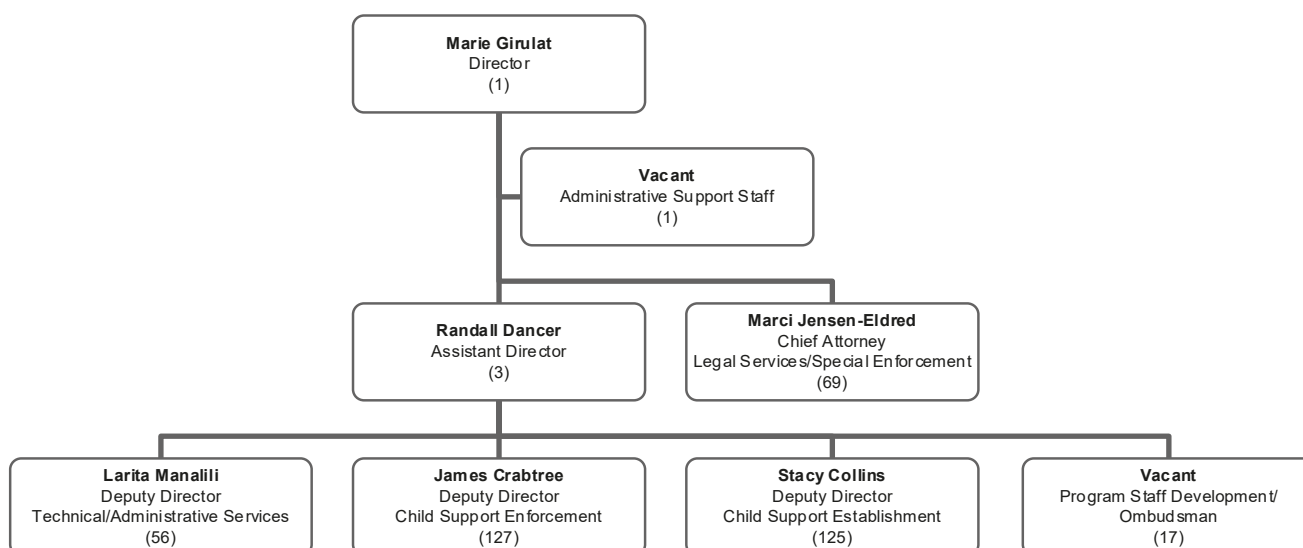 Marie Girulat
Director
(1)
Vacant
Administrative Support Staff
(1)
Randall Dancer
Assistant Director
(3)
Marci Jensen-Eldred
Chief Attorney
Legal Services/Special Enforcement
(69)
Larita Manalili
Deputy Director
Technical/Administrative Services
(56)
James Crabtree
Deputy Director
Child Support Enforcement
(127)
Stacy Collins
Deputy Director
Child Support Establishment
(125)
Vacant
Program Staff Development/
Ombudsman
(17)